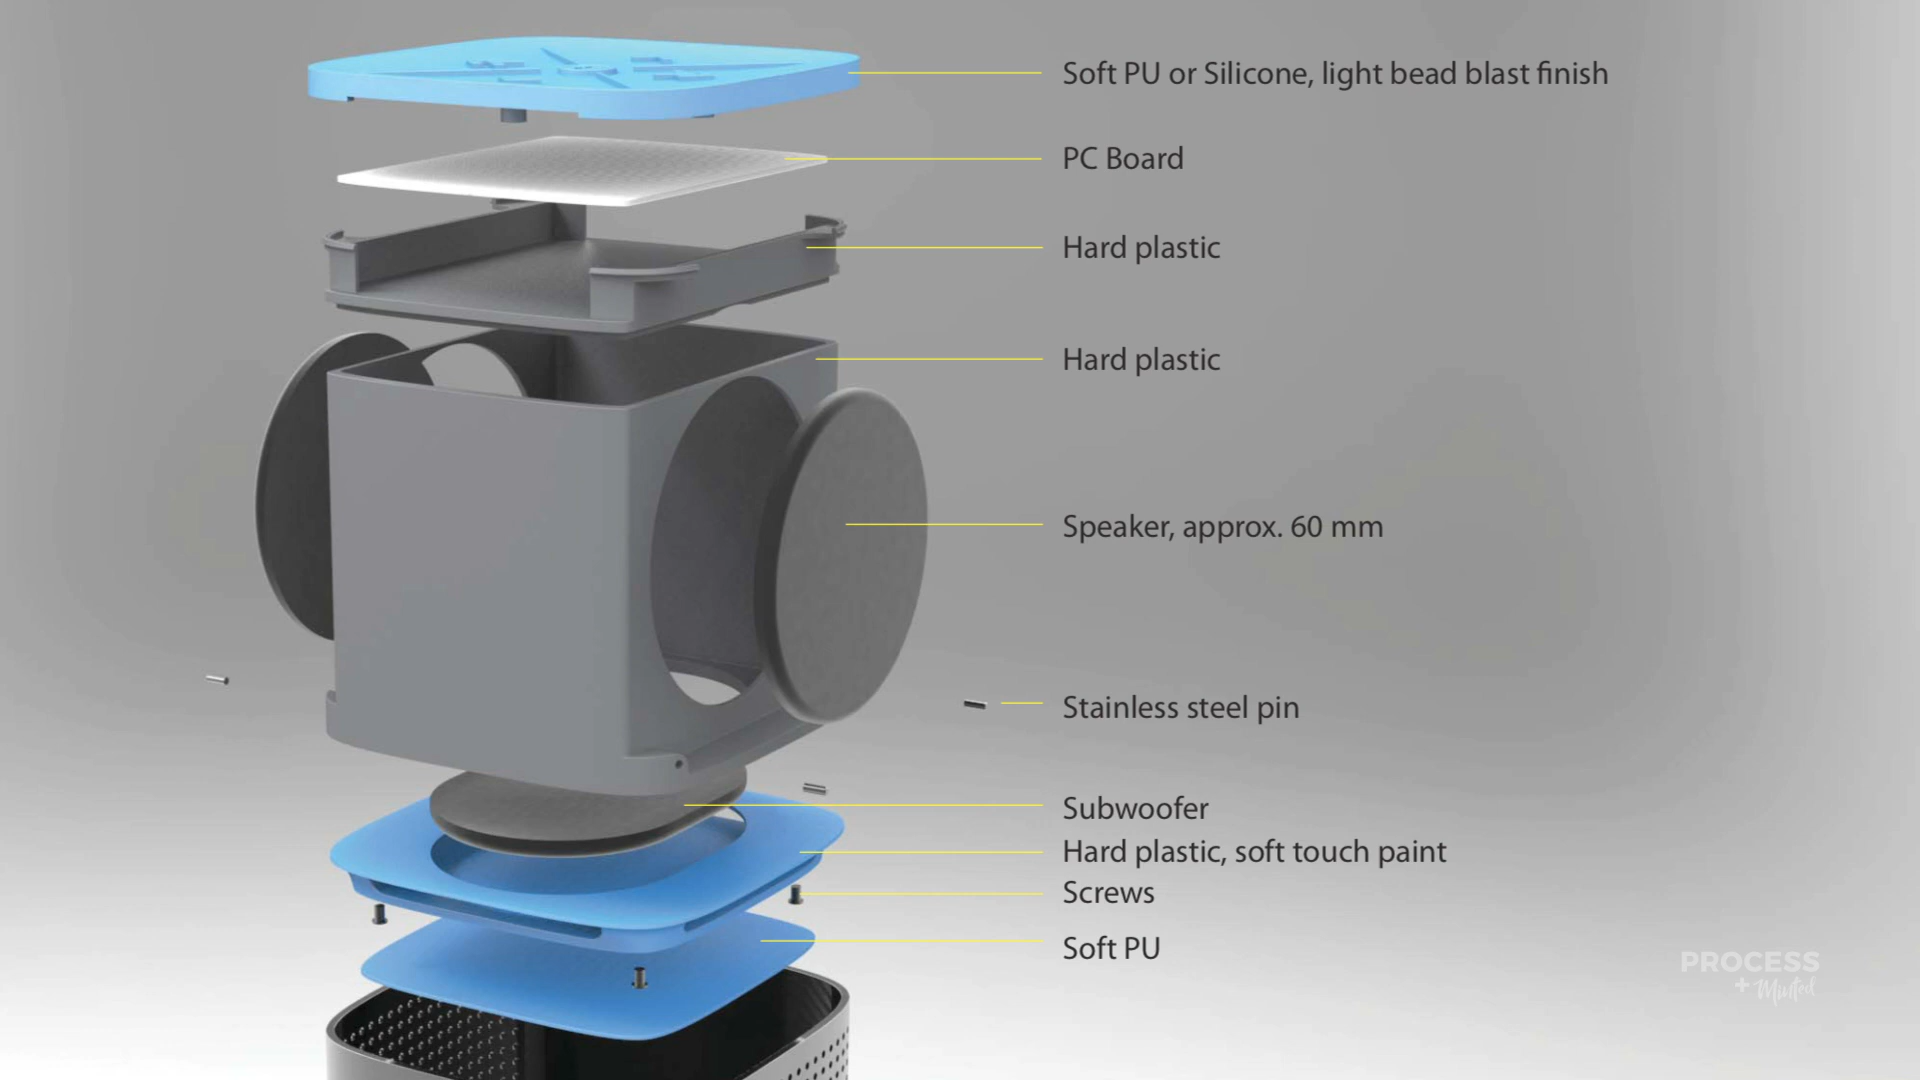 Soft PU or Silicone, light bead blast finish
PC Board
Hard plastic
Hard plastic
Speaker, approx. 60 mm
Stainless steel pin
Subwoofer
Hard plastic, soft touch paint
Screws
Soft PU
PROCESS
+ Minted